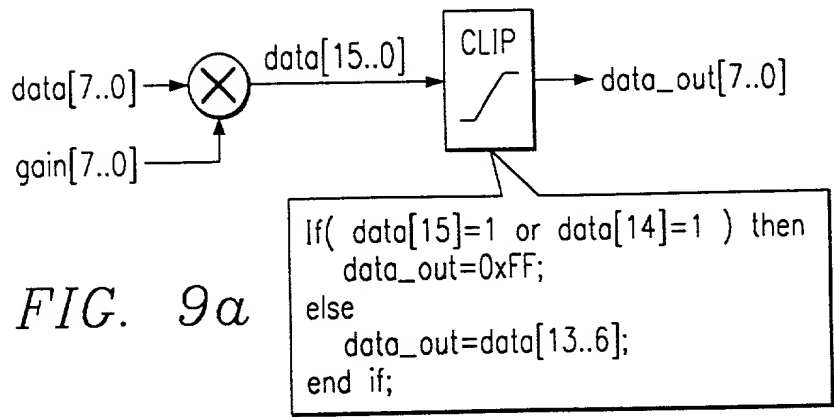 CLIP
data[15..0]
data[7..0]
data_out[7..0]
gain[7..0]
If( data[15]=1 or data[14]=1 ) then
data_out=0xFF;
else
data_out=data[13..6];
end if;
FIG. 9a